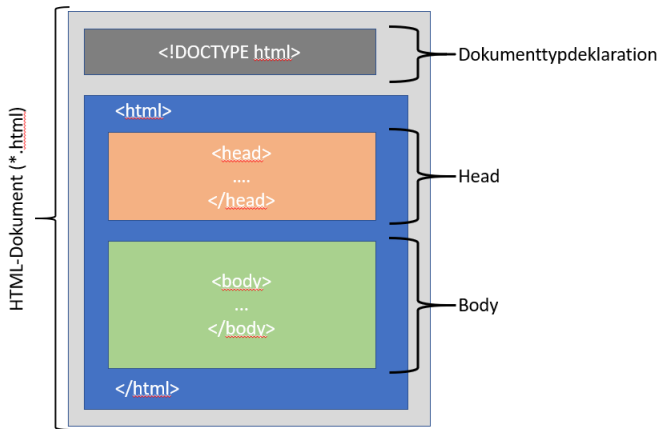 <!DOCTYPE html>
Dokumenttypdeklaration
HTML-Dokument (*.html)
<html>
<head>
....
</head>
Head
<body>
...
</body>
Body
</html>